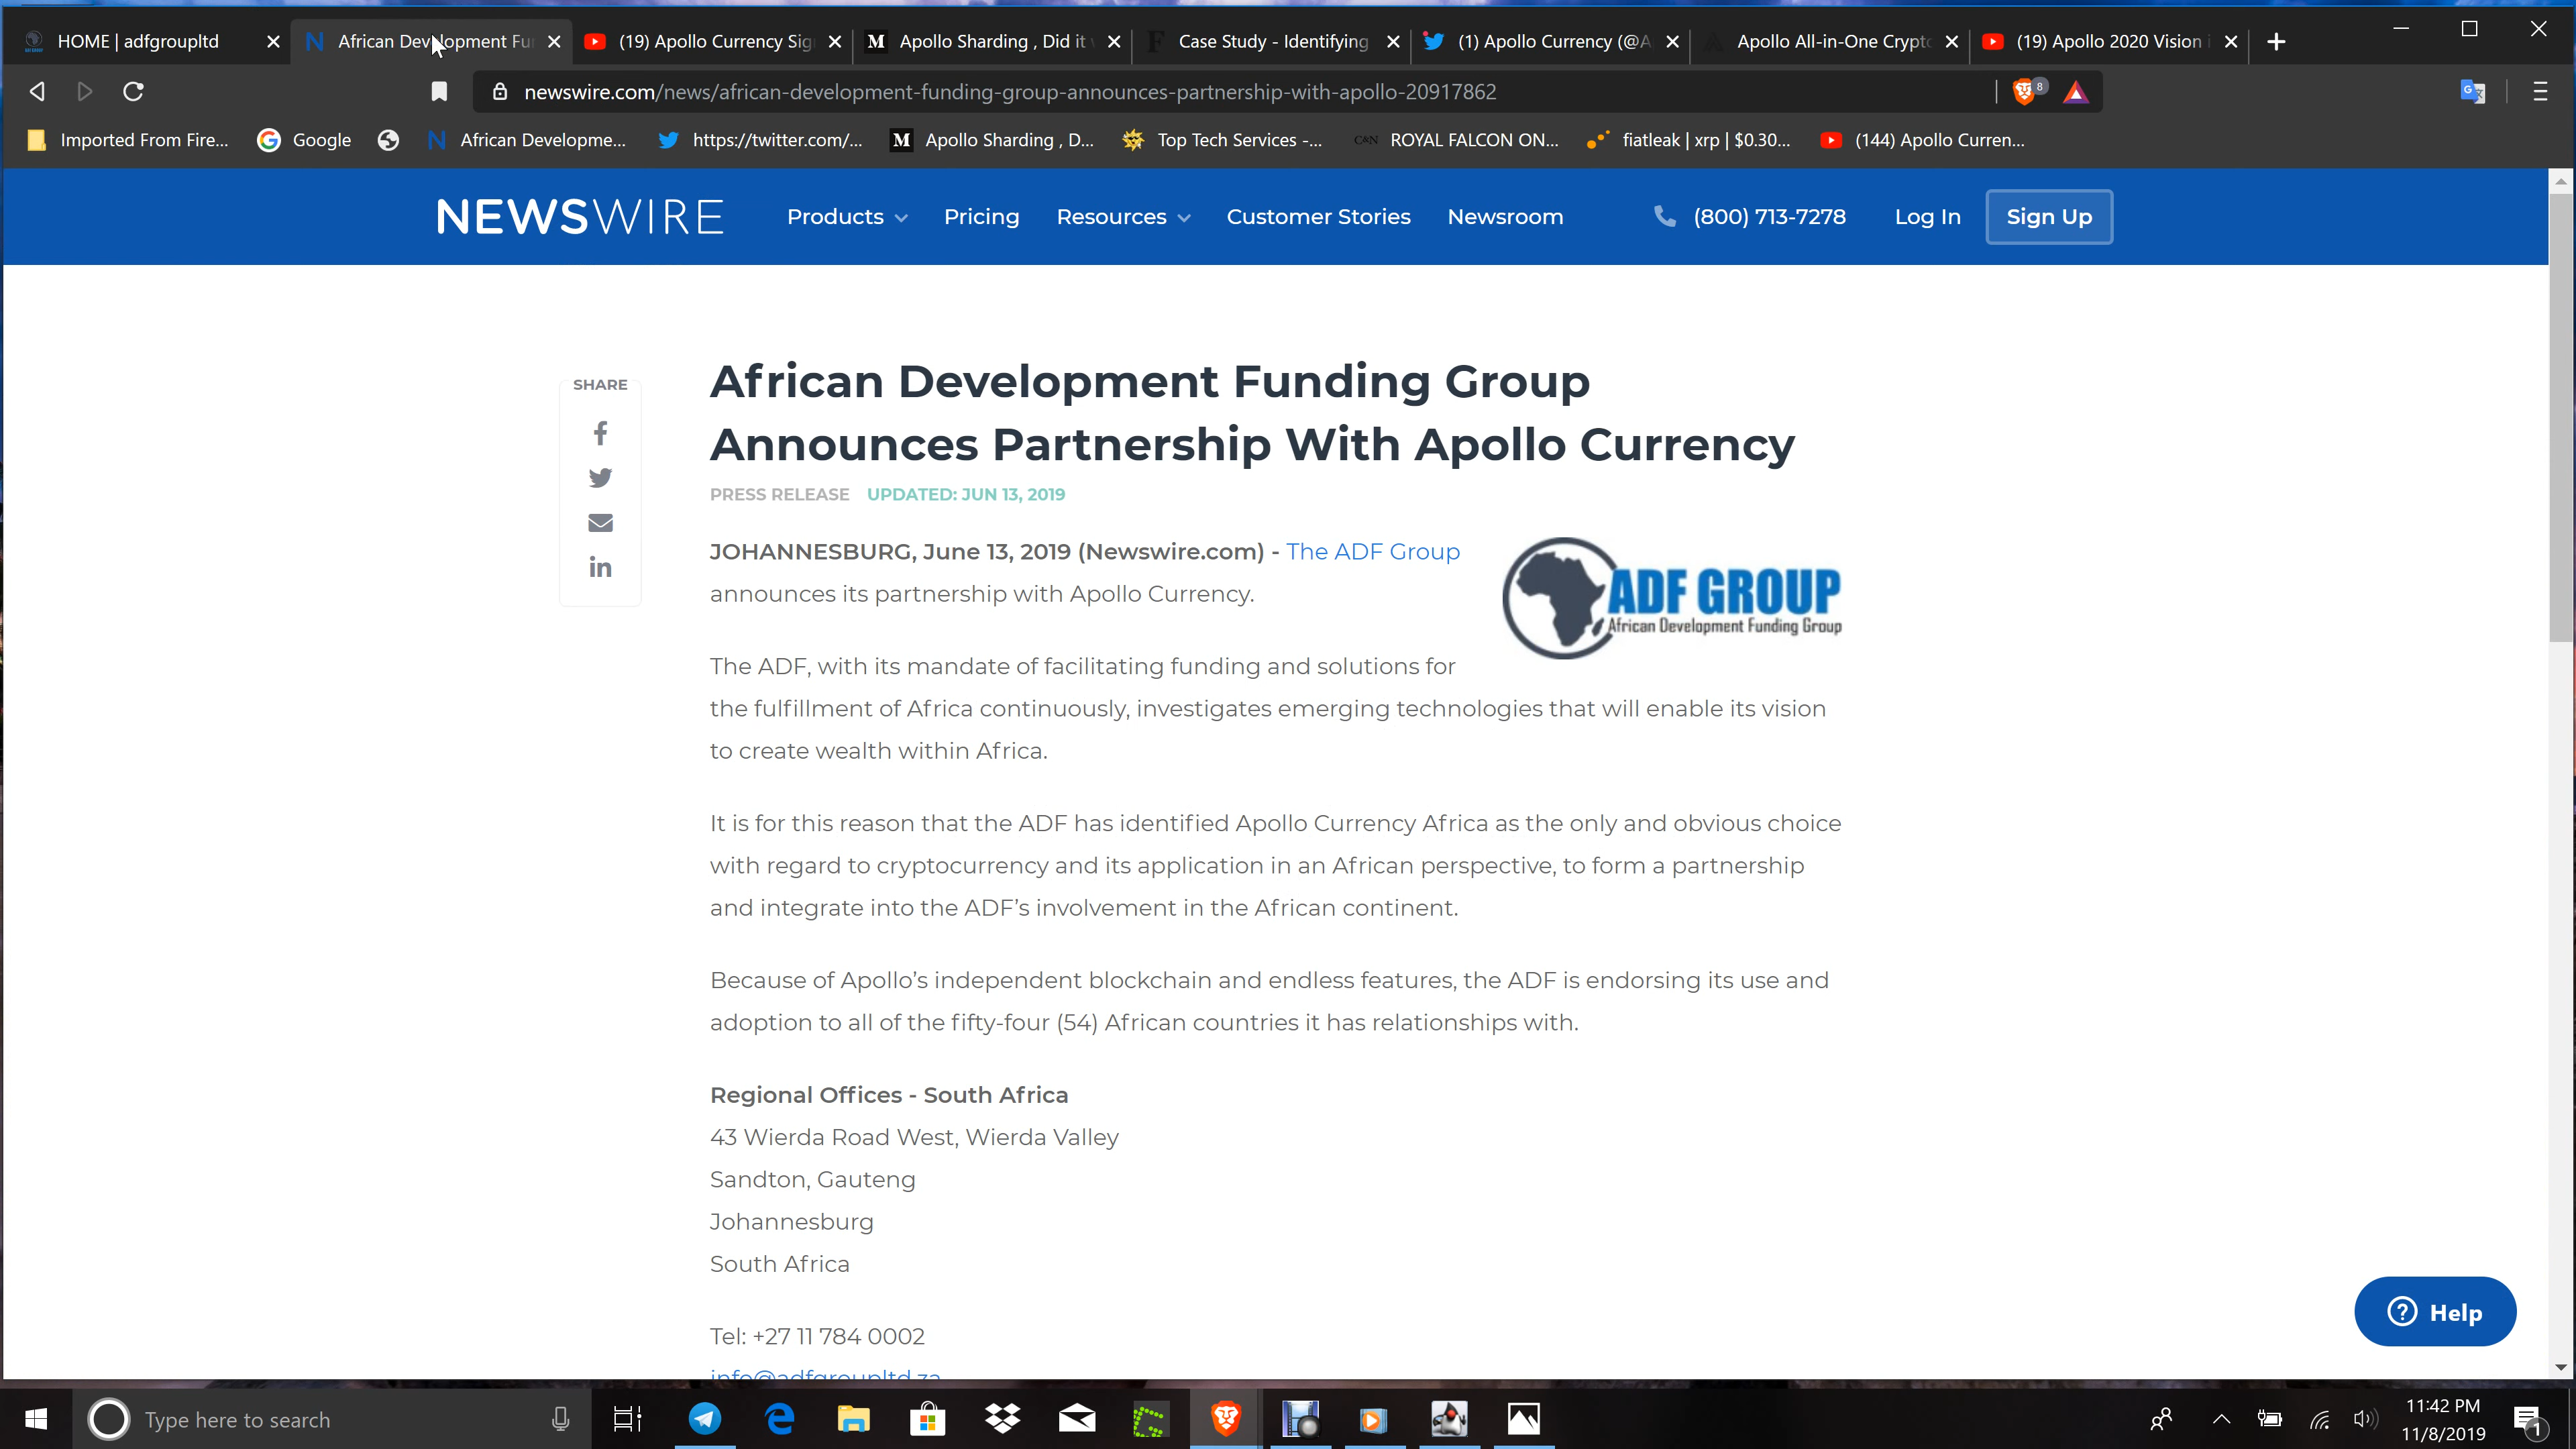 HOME | adfgroupltd
African Development Fu
(19) Apollo Currency Sig
Apollo Sharding , Did it
Case Study - Identifying
(1) Apollo Currency (@A
Apollo All-in-One Crypto
(19) Apollo 2020 Vision
newswire.com/news/african-development-funding-group-announces-partnership-with-apollo-20917862
8
Imported From Fire...
Google
African Developme...
https://twitter.com/...
Apollo Sharding , D...
Top Tech Services -...
ROYAL FALCON ON...
fiatleak | xrp | $0.30...
(144) Apollo Curren...
NEWSWIRE
Products
Pricing
Resources
Customer Stories
Newsroom
(800) 713-7278
Log In
Sign Up
SHARE
African Development Funding Group
Announces Partnership With Apollo Currency
PRESS RELEASE UPDATED: JUN 13, 2019
JOHANNESBURG, June 13, 2019 (Newswire.com) - The ADF Group
announces its partnership with Apollo Currency.
ADF GROUP
African Development Funding Group
The ADF, with its mandate of facilitating funding and solutions for
the fulfillment of Africa continuously, investigates emerging technologies that will enable its vision
to create wealth within Africa.
It is for this reason that the ADF has identified Apollo Currency Africa as the only and obvious choice
with regard to cryptocurrency and its application in an African perspective, to form a partnership
and integrate into the ADF’s involvement in the African continent.
Because of Apollo’s independent blockchain and endless features, the ADF is endorsing its use and
adoption to all of the fifty-four (54) African countries it has relationships with.
Regional Offices - South Africa
43 Wierda Road West, Wierda Valley
Sandton, Gauteng
Johannesburg
South Africa
Tel: +27 11 784 0002
info@adfgroupltd.za
Help
Type here to search
11:42 PM
11/8/2019
1